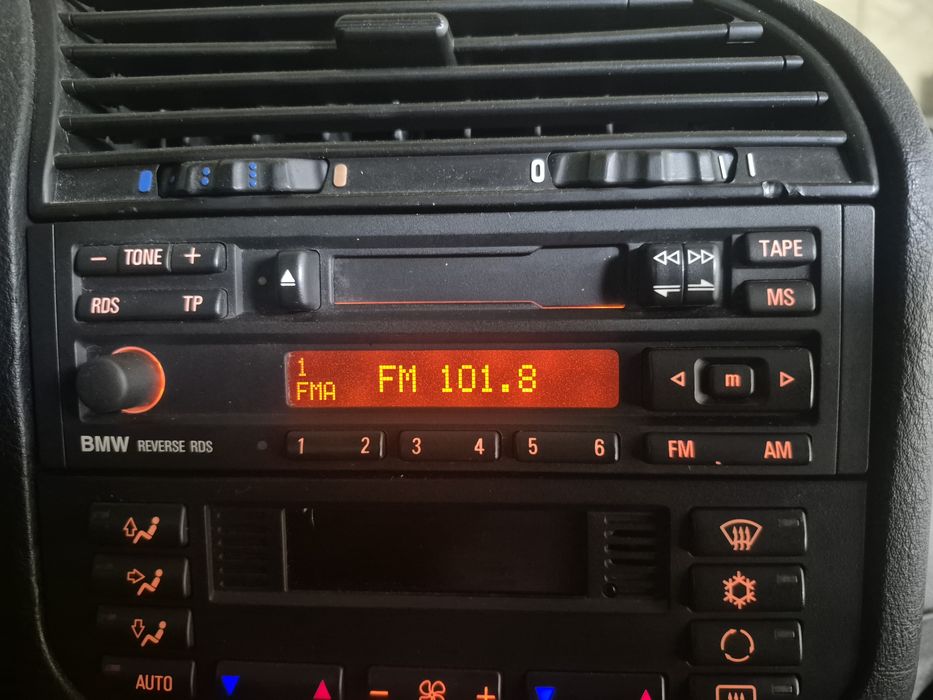 0
− TONE +
TAPE
RDS TP
MS
1
FMA FM 101.8
m
BMW REVERSE RDS
1 2 3 4 5 6
FM AM
AUTO
− +